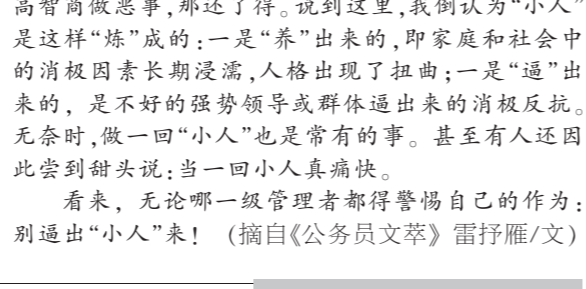 高智商做恶事,那还了得。说到这里,我倒认为“小人”
是这样“炼”成的:一是“养”出来的,即家庭和社会中
的消极因素长期浸濡,人格出现了扭曲;一是“逼”出
来的，是不好的强势领导或群体逼出来的消极反抗。
无奈时,做一回“小人”也是常有的事。甚至有人还因
此尝到甜头说:当一回小人真痛快。
看来，无论哪一级管理者都得警惕自己的作为:
别逼出“小人”来! (摘自《公务员文萃》 雷抒雁/文)